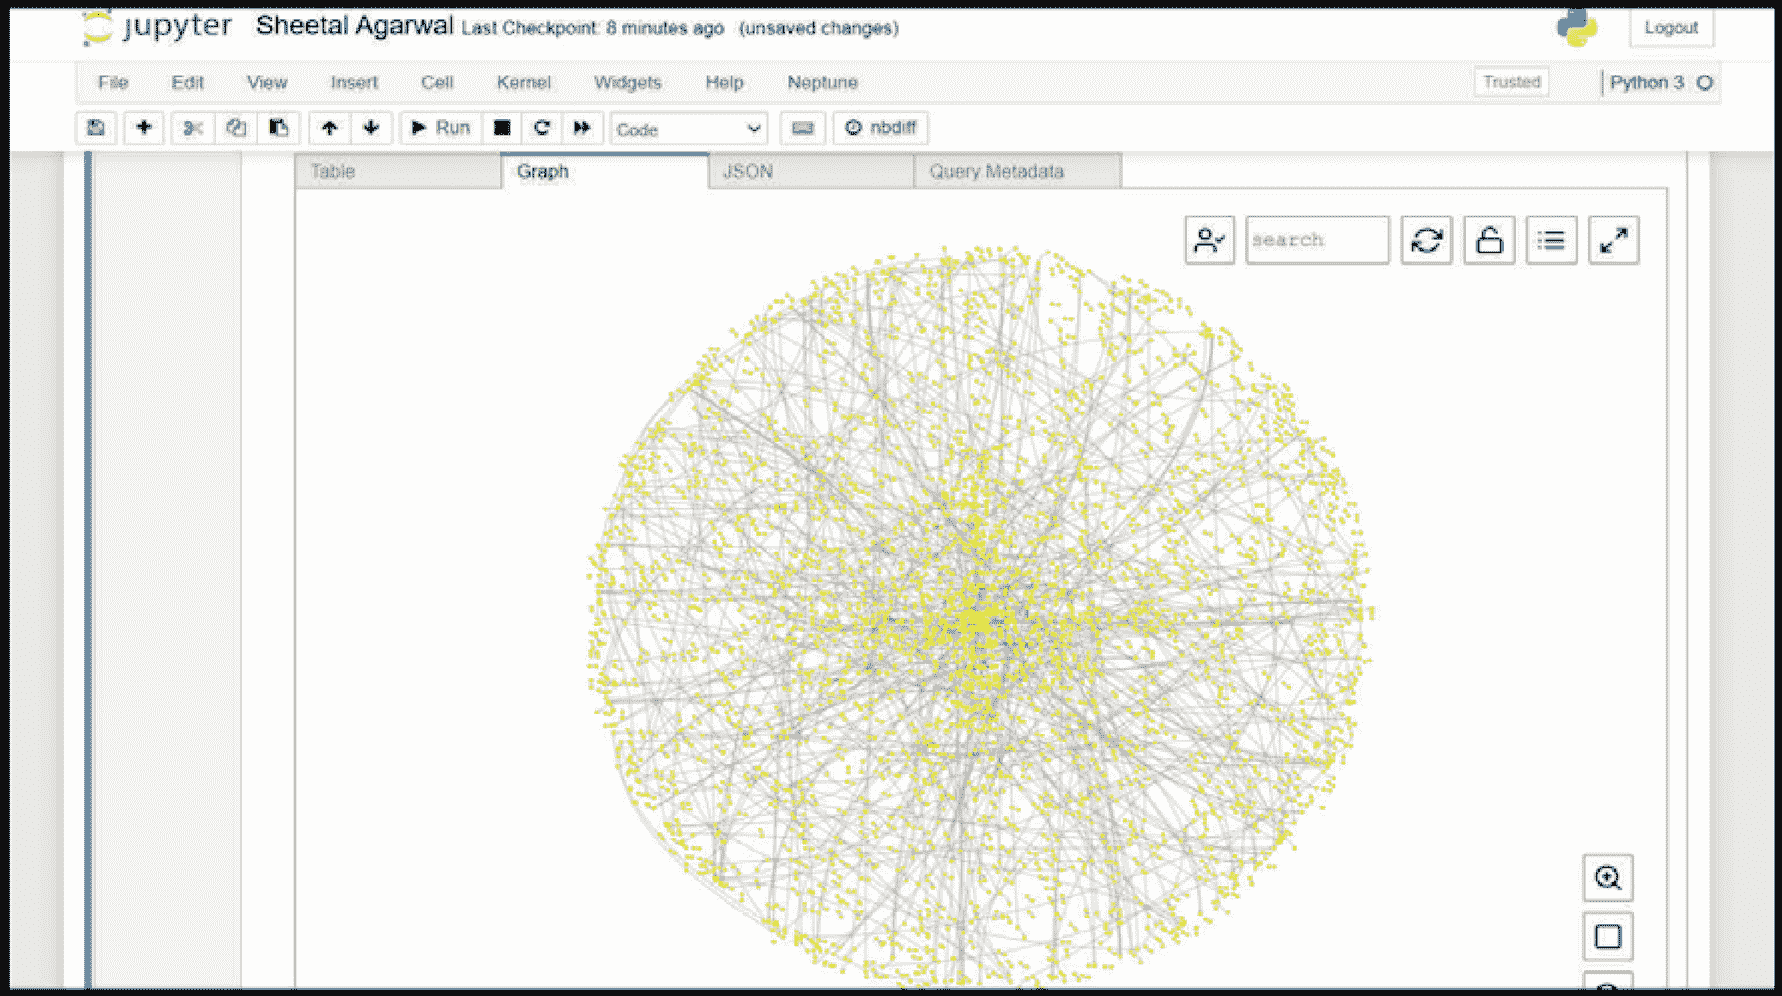 jupyter Sheetal Agarwal Last Checkpoint: 8 minutes ago (unsaved changes) Logout
File Edit View Insert Cell Kernel Widgets Help Neptune Trusted Python 3
Run Code nbdiff
Table Graph JSON Query Metadata
search